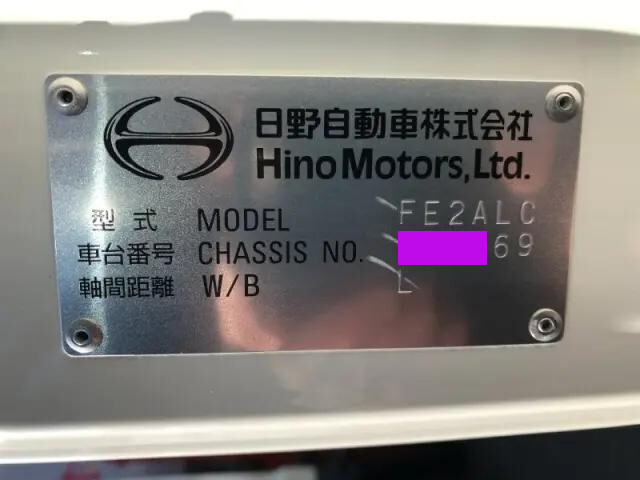 日野自動車株式会社
Hino Motors, Ltd.
型式 MODEL FE2ALC
車台番号 CHASSIS NO. 69
軸間距離 W/B L